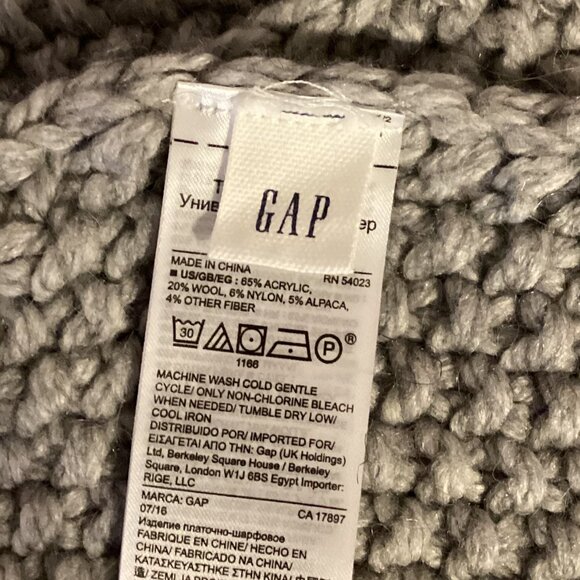 GAP
MADE IN CHINA RN 54023
■ US/GB/EG : 65% ACRYLIC,
20% WOOL, 6% NYLON, 5% ALPACA,
4% OTHER FIBER
30 P ®
1166
MACHINE WASH COLD GENTLE
CYCLE/ ONLY NON-CHLORINE BLEACH
WHEN NEEDED/ TUMBLE DRY LOW/
COOL IRON
DISTRIBUIDO POR/ IMPORTED FOR/
ΕΙΣΑΓΕΤΑΙ ΑΠΟ ΤΗΝ: Gap (UK Holdings)
Ltd, Berkeley Square House / Berkeley
Square, London W1J 6BS Egypt Importer:
RIGE, LLC
MARCA: GAP CA 17897
07/16
Изделие платочно-шарфовое
FABRIQUE EN CHINE/ HECHO EN
CHINA/ FABRICADO NA CHINA/
ΚΑΤΑΣΚΕΥΑΣΤΗΚΕ ΣΤΗΝ ΚΙΝΑ/